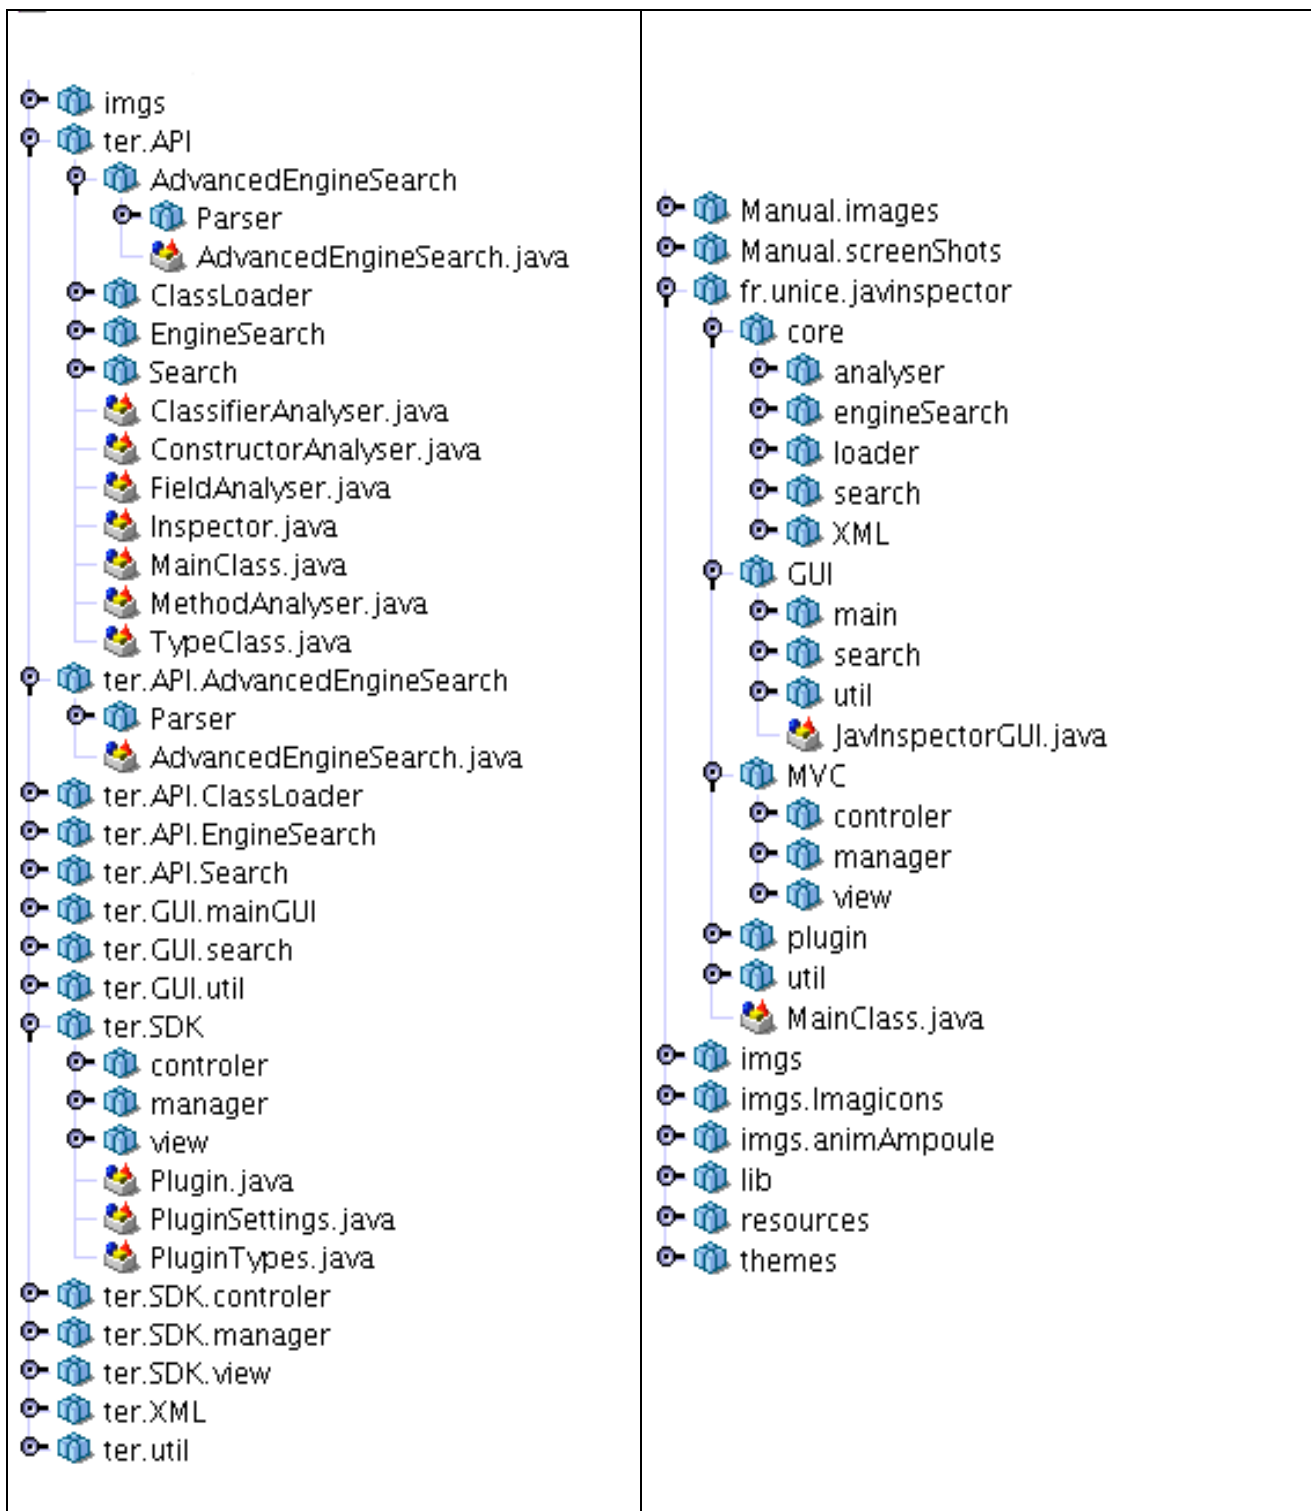 imgs
ter.API
AdvancedEngineSearch
Parser
AdvancedEngineSearch.java
ClassLoader
EngineSearch
Search
ClassifierAnalyser.java
ConstructorAnalyser.java
FieldAnalyser.java
Inspector.java
MainClass.java
MethodAnalyser.java
TypeClass.java
ter.API.AdvancedEngineSearch
Parser
AdvancedEngineSearch.java
ter.API.ClassLoader
ter.API.EngineSearch
ter.API.Search
ter.GUI.mainGUI
ter.GUI.search
ter.GUI.util
ter.SDK
controler
manager
view
Plugin.java
PluginSettings.java
PluginTypes.java
ter.SDK.controler
ter.SDK.manager
ter.SDK.view
ter.XML
ter.util
Manual.images
Manual.screenShots
fr.unice.javinspector
core
analyser
engineSearch
loader
search
XML
GUI
main
search
util
JavInspectorGUI.java
MVC
controler
manager
view
plugin
util
MainClass.java
imgs
imgs.Imagicons
imgs.animAmpoule
lib
resources
themes